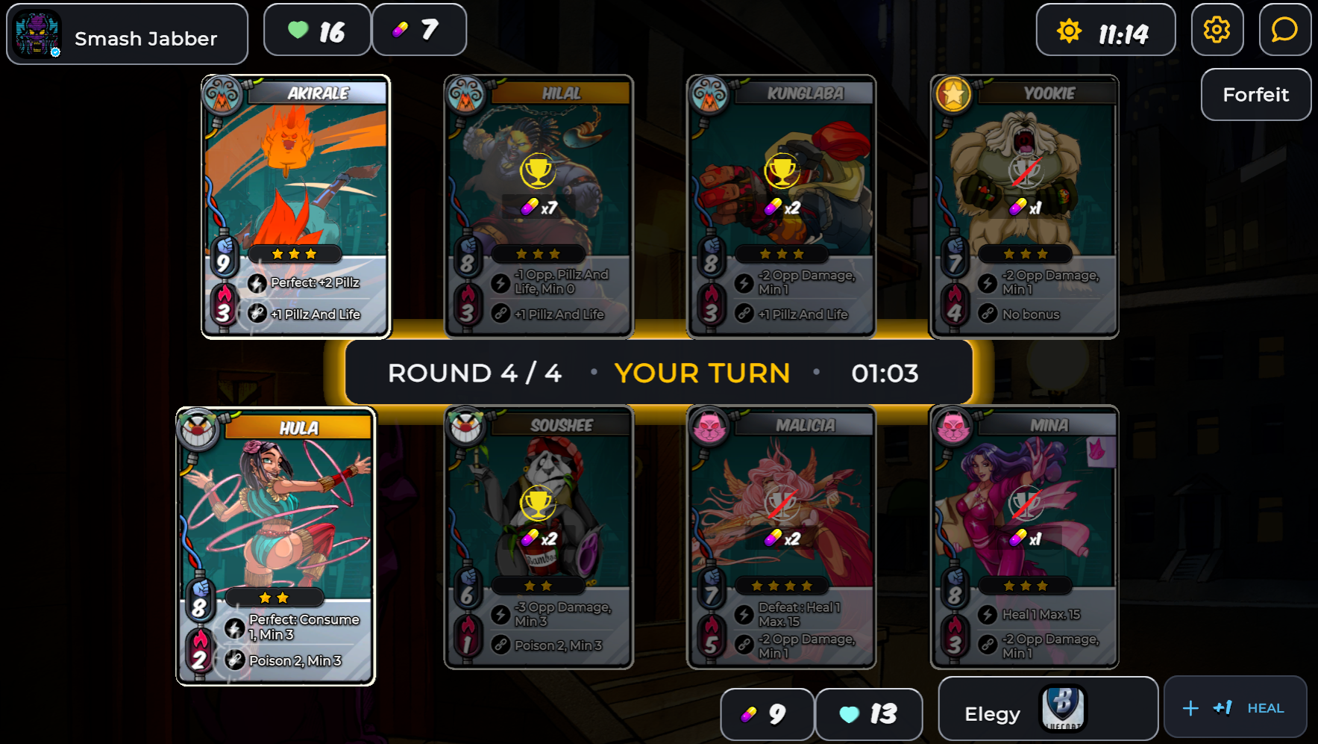 Smash Jabber
16
7
11:14
Forfeit
AKIRALE
9
3
Perfect: +2 Pillz
+1 Pillz And Life
HILAL
x7
8
3
-1 Opp. Pillz And
Life, Min 0
+1 Pillz And Life
KUNGLABA
x2
8
3
-2 Opp Damage,
Min 1
+1 Pillz And Life
YOOKIE
x1
7
4
-2 Opp Damage,
Min 1
No bonus
ROUND 4 / 4 • YOUR TURN • 01:03
HULA
8
2
Perfect: Consume
1, Min 3
Poison 2, Min 3
SOUSHEE
x2
6
1
-3 Opp Damage,
Min 3
Poison 2, Min 3
MALICIA
x2
7
5
Defeat : Heal 1
Max. 15
-2 Opp Damage,
Min 1
MINA
x1
8
3
Heal 1 Max. 15
-2 Opp Damage,
Min 1
9
13
Elegy
+ +1 HEAL